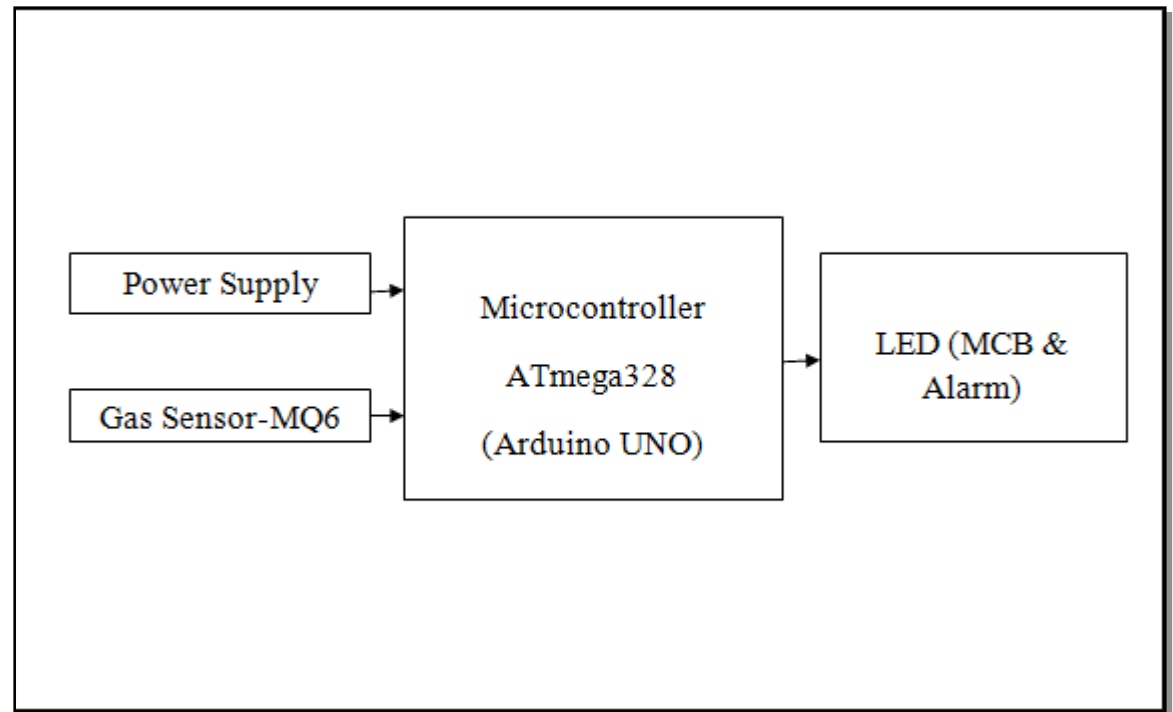 Power Supply
Gas Sensor-MQ6
Microcontroller
ATmega328
(Arduino UNO)
LED (MCB &
Alarm)